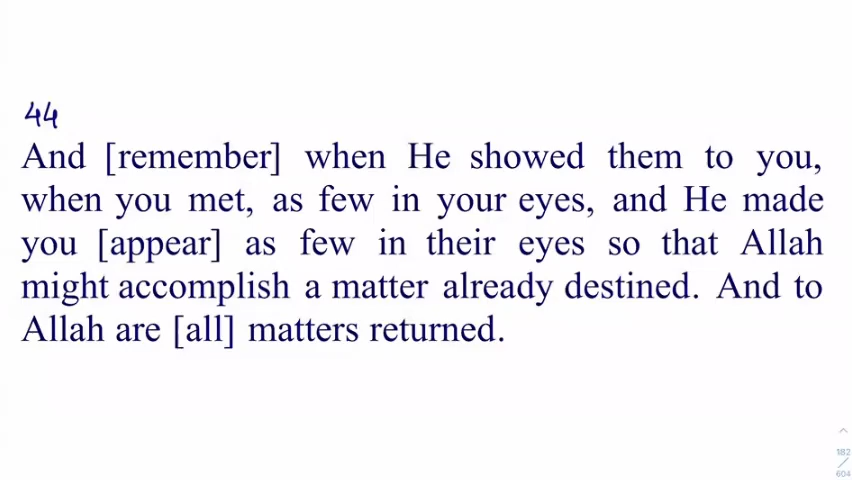 44
And [remember] when He showed them to you,
when you met, as few in your eyes, and He made
you [appear] as few in their eyes so that Allah
might accomplish a matter already destined. And to
Allah are [all] matters returned.
182
/
604